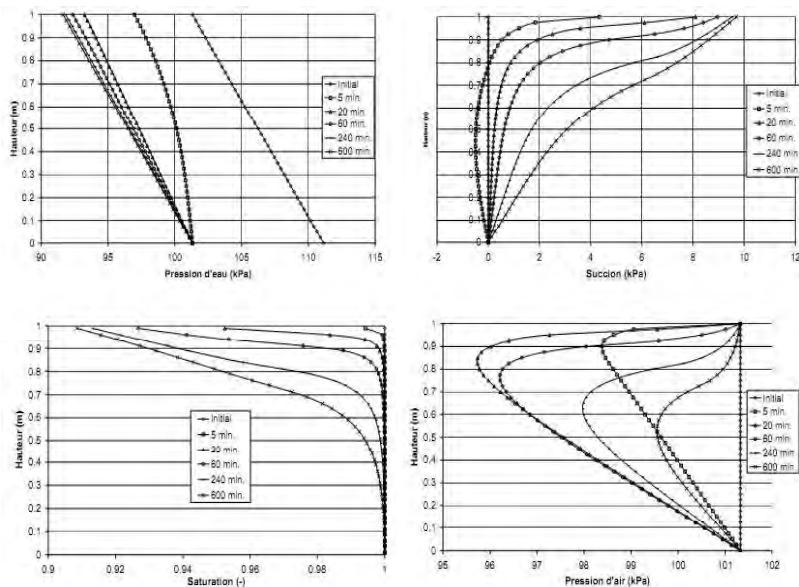 Hauteur (m)
1
0.9
0.8
0.7
0.6
0.5
0.4
0.3
0.2
0.1
0
90 95 100 105 110 115
Pression d'eau (kPa)
Initial
5 min.
20 min.
60 min.
240 min.
600 min.
Hauteur (m)
1
0.9
0.8
0.7
0.6
0.5
0.4
0.3
0.2
0.1
0
-2 0 2 4 6 8 10 12
Succion (kPa)
Initial
5 min.
20 min.
60 min.
240 min.
600 min.
Hauteur (m)
1
0.9
0.8
0.7
0.6
0.5
0.4
0.3
0.2
0.1
0
0.9 0.92 0.94 0.96 0.98 1
Saturation (-)
Initial
5 min.
20 min.
60 min.
240 min.
600 min.
Hauteur (m)
1
0.9
0.8
0.7
0.6
0.5
0.4
0.3
0.2
0.1
0
95 96 97 98 99 100 101 102
Pression d'air (kPa)
Initial
5 min.
20 min.
60 min.
240 min.
600 min.